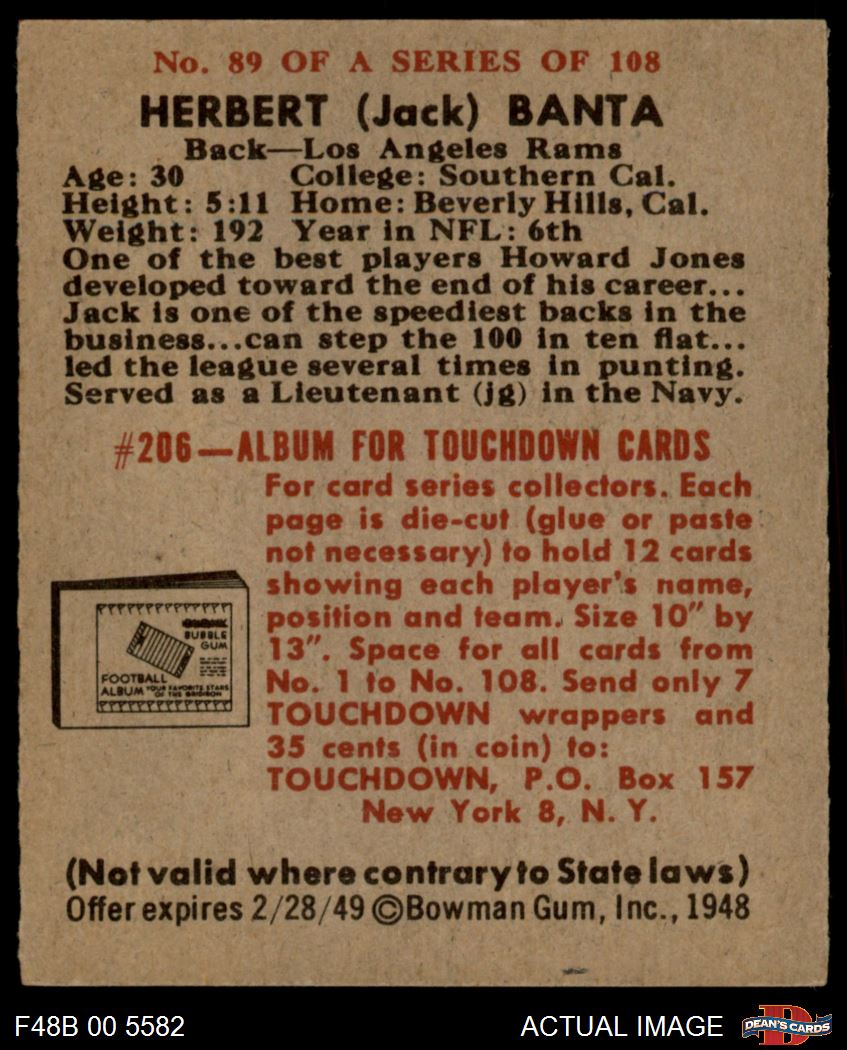 No. 89 OF A SERIES OF 108
HERBERT (Jack) BANTA
Back—Los Angeles Rams
Age: 30 College: Southern Cal.
Height: 5:11 Home: Beverly Hills, Cal.
Weight: 192 Year in NFL: 6th
One of the best players Howard Jones
developed toward the end of his career...
Jack is one of the speediest backs in the
business...can step the 100 in ten flat...
led the league several times in punting.
Served as a Lieutenant (jg) in the Navy.
#206—ALBUM FOR TOUCHDOWN CARDS
For card series collectors. Each
page is die-cut (glue or paste
not necessary) to hold 12 cards
showing each player's name,
position and team. Size 10" by
13". Space for all cards from
No. 1 to No. 108. Send only 7
TOUCHDOWN wrappers and
35 cents (in coin) to:
TOUCHDOWN, P.O. Box 157
New York 8, N. Y.
BUBBLE
GUM
FOOTBALL
ALBUM YOUR FAVORITE STARS
OF THE GRIDIRON
(Not valid where contrary to State laws)
Offer expires 2/28/49 ©Bowman Gum, Inc., 1948
F48B 00 5582
ACTUAL IMAGE
DEAN'S CARDS